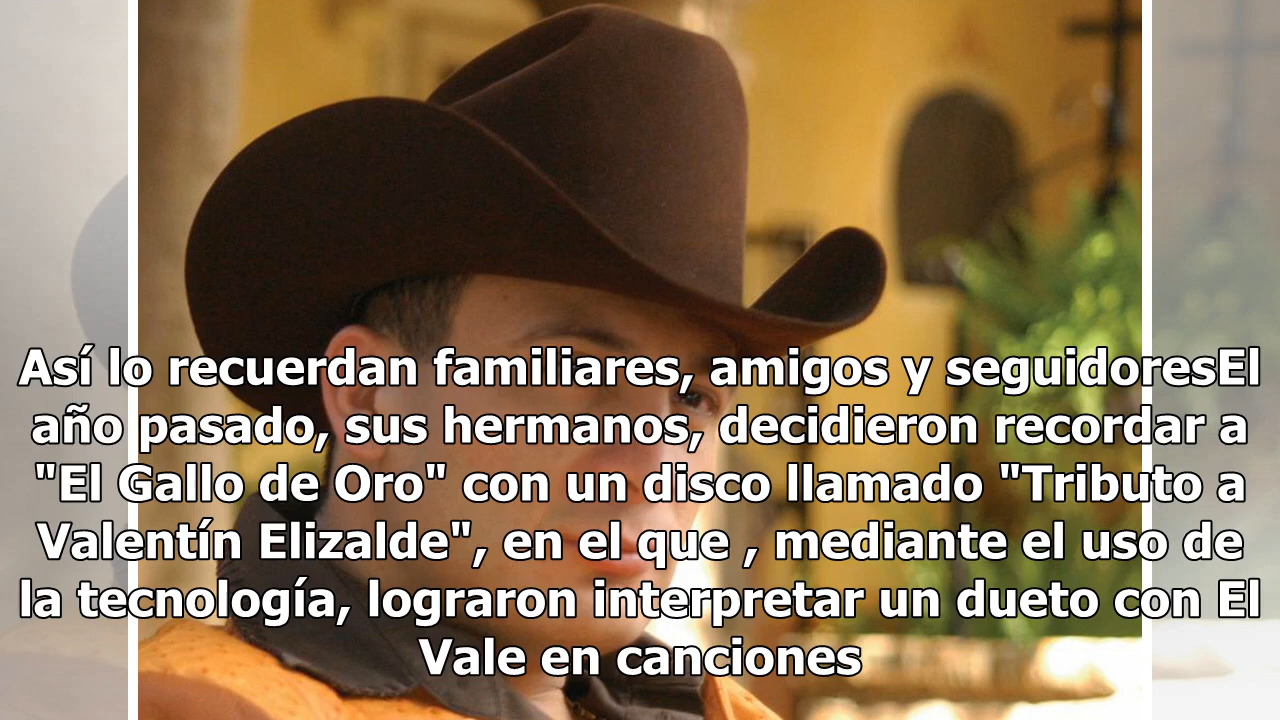 Así lo recuerdan familiares, amigos y seguidoresEl
año pasado, sus hermanos, decidieron recordar a
"El Gallo de Oro" con un disco llamado "Tributo a
Valentín Elizalde", en el que , mediante el uso de
la tecnología, lograron interpretar un dueto con El
Vale en canciones